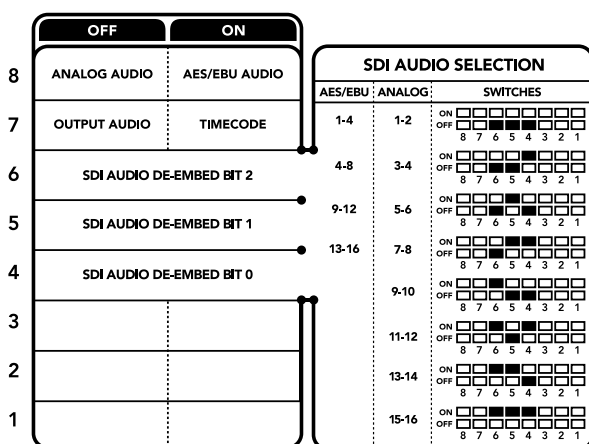 OFF ON
8 ANALOG AUDIO AES/EBU AUDIO
7 OUTPUT AUDIO TIMECODE
6 SDI AUDIO DE-EMBED BIT 2
5 SDI AUDIO DE-EMBED BIT 1
4 SDI AUDIO DE-EMBED BIT 0
3
2
1
SDI AUDIO SELECTION
AES/EBU ANALOG SWITCHES
1-4 1-2 ON
OFF
8 7 6 5 4 3 2 1
4-8 3-4 ON
OFF
8 7 6 5 4 3 2 1
9-12 5-6 ON
OFF
8 7 6 5 4 3 2 1
13-16 7-8 ON
OFF
8 7 6 5 4 3 2 1
9-10 ON
OFF
8 7 6 5 4 3 2 1
11-12 ON
OFF
8 7 6 5 4 3 2 1
13-14 ON
OFF
8 7 6 5 4 3 2 1
15-16 ON
OFF
8 7 6 5 4 3 2 1